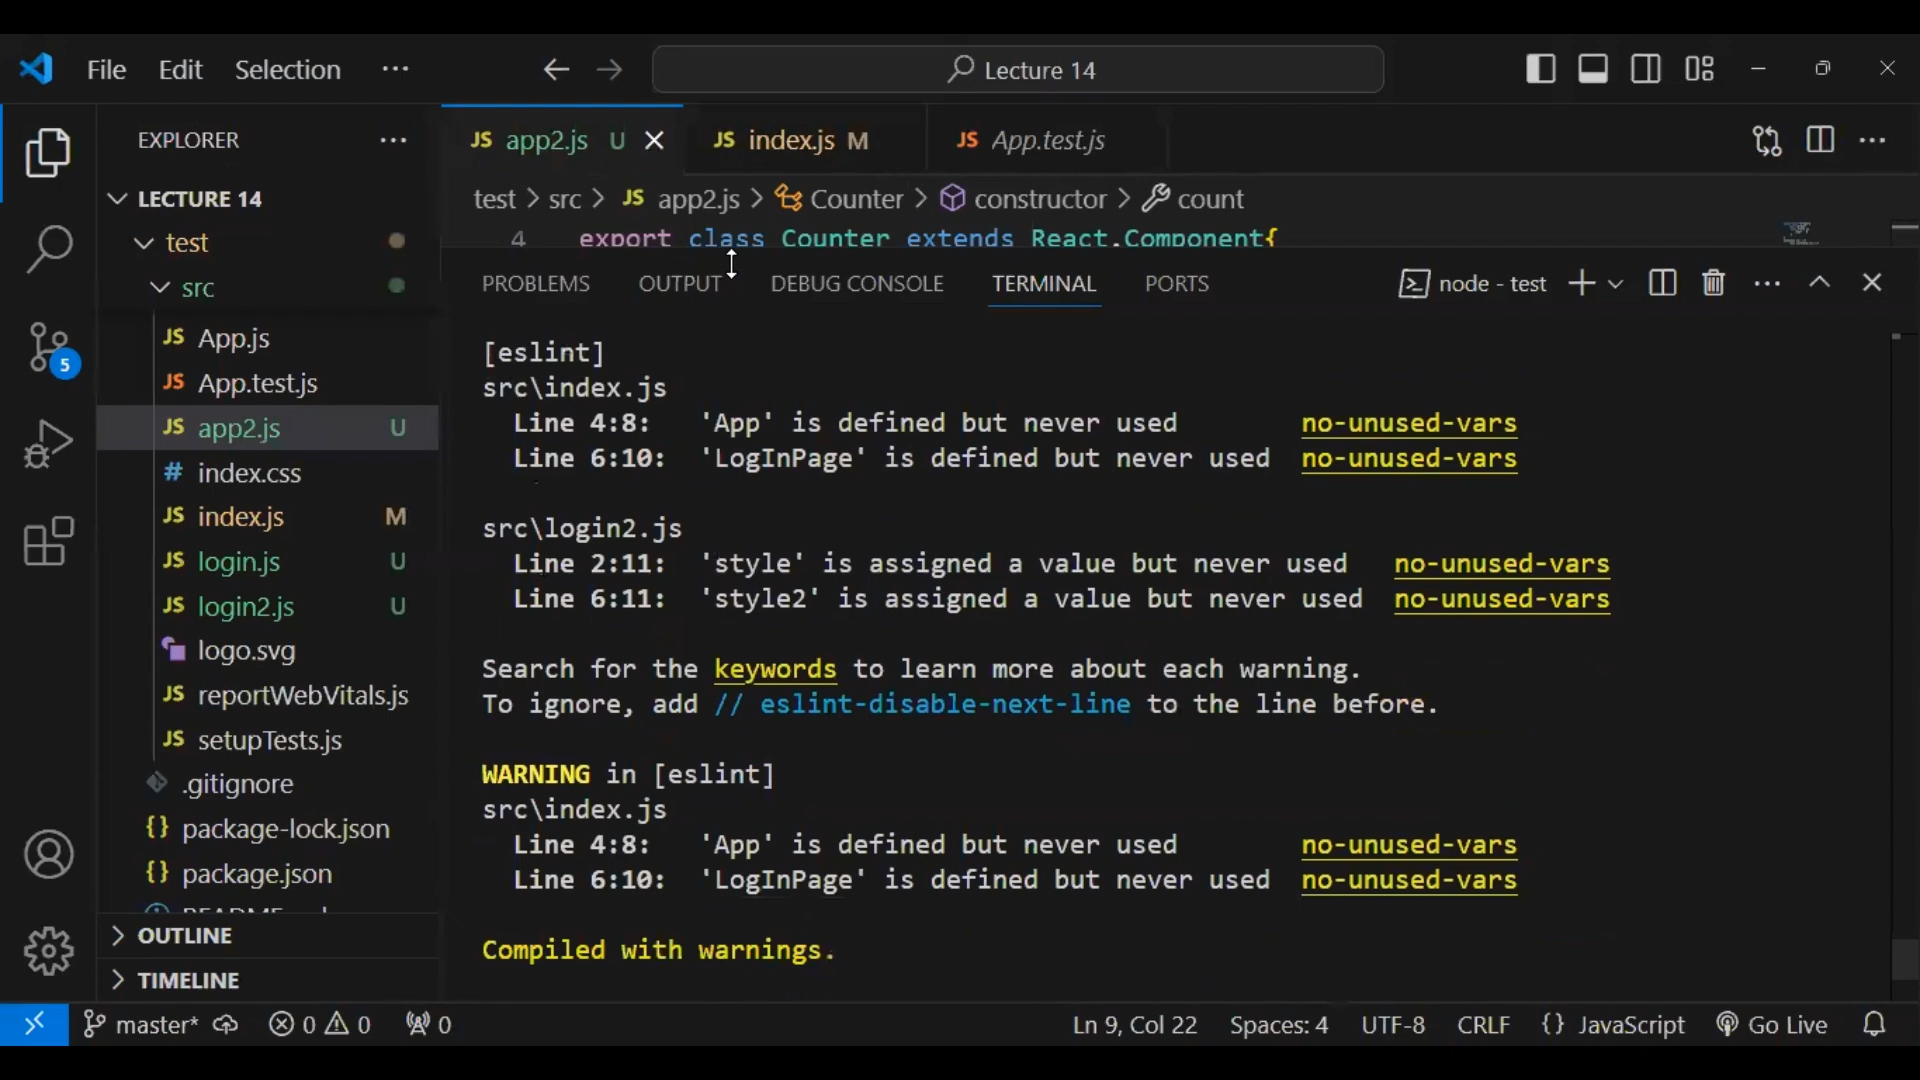 File Edit Selection ··· Lecture 14
EXPLORER ···
LECTURE 14
test
src
JS App.js
JS App.test.js
JS app2.js U
# index.css
JS index.js M
JS login.js U
JS login2.js U
logo.svg
JS reportWebVitals.js
JS setupTests.js
.gitignore
{} package-lock.json
{} package.json
OUTLINE
TIMELINE
5
JS app2.js U JS index.js M JS App.test.js
test > src > JS app2.js > Counter > constructor > count
4 export class Counter extends React.Component{
PROBLEMS OUTPUT DEBUG CONSOLE TERMINAL PORTS node - test
[eslint]
src\index.js
Line 4:8: 'App' is defined but never used no-unused-vars
Line 6:10: 'LogInPage' is defined but never used no-unused-vars
src\login2.js
Line 2:11: 'style' is assigned a value but never used no-unused-vars
Line 6:11: 'style2' is assigned a value but never used no-unused-vars
Search for the keywords to learn more about each warning.
To ignore, add // eslint-disable-next-line to the line before.
WARNING in [eslint]
src\index.js
Line 4:8: 'App' is defined but never used no-unused-vars
Line 6:10: 'LogInPage' is defined but never used no-unused-vars
Compiled with warnings.
master* 0 0 0 Ln 9, Col 22 Spaces: 4 UTF-8 CRLF {} JavaScript Go Live